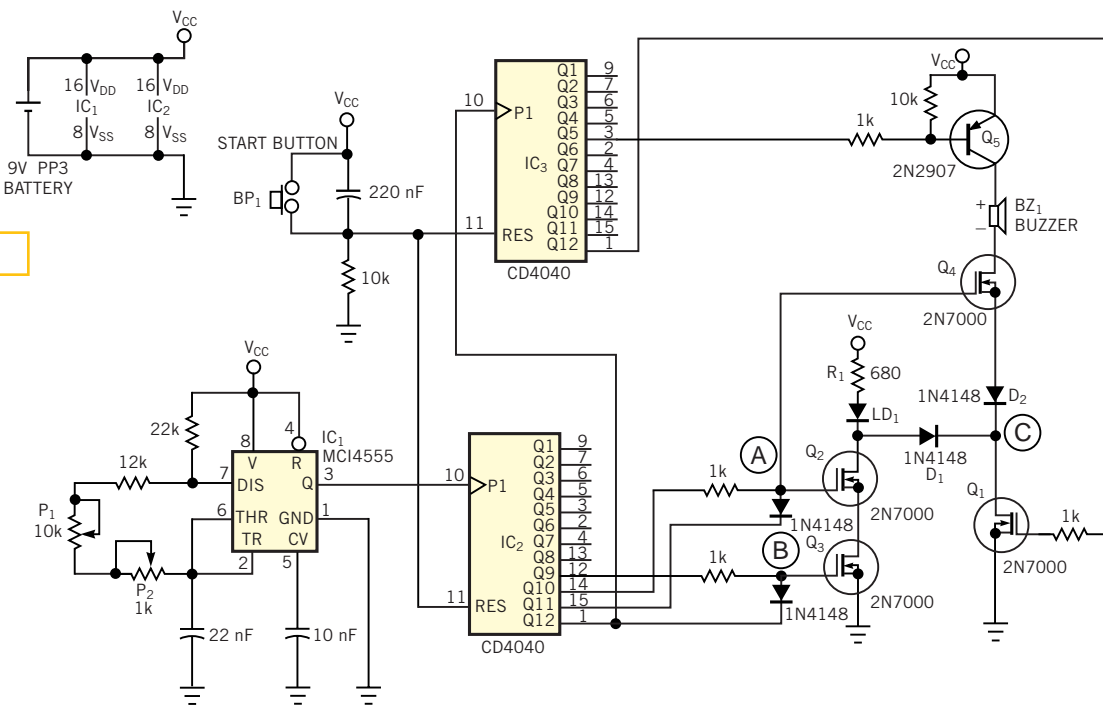 VCC
16 VDD
IC1
8 VSS
16 VDD
IC2
8 VSS
9V PP3
BATTERY
VCC
START BUTTON
BP1
220 nF
10k
10
P1
11
RES
IC3
Q1 9
Q2 7
Q3 6
Q4 5
Q5 3
Q6 2
Q7 4
Q8 13
Q9 12
Q10 14
Q11 15
Q12 1
CD4040
VCC
10k
1k
Q5
2N2907
+
–
BZ1
BUZZER
Q4
2N7000
VCC
R1 680
LD1
1N4148 D2
C
1N4148
D1
Q2
2N7000
Q1
1k
2N7000
A
1k
1N4148
B
Q3
1k
2N7000
1N4148
VCC
22k
12k
P1
10k
P2
1k
22 nF
10 nF
8
4
IC1
MCI4555
V
R
7
DIS
Q
3
6
THR
GND
1
TR
CV
2
5
10
P1
11
RES
IC2
Q1 9
Q2 7
Q3 6
Q4 5
Q5 3
Q6 2
Q7 4
Q8 13
Q9 12
Q10 14
Q11 15
Q12 1
CD4040